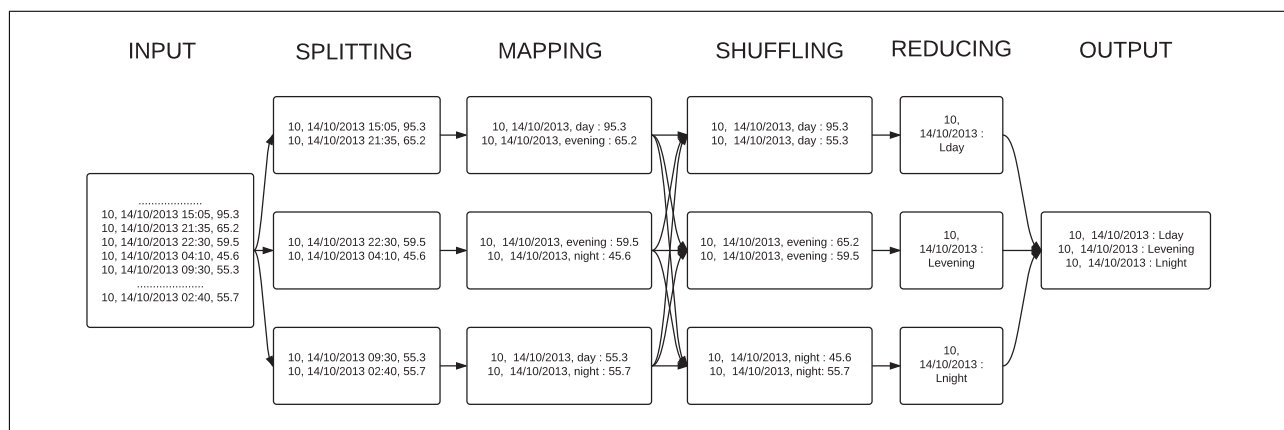 INPUT
SPLITTING
MAPPING
SHUFFLING
REDUCING
OUTPUT
.....................
10, 14/10/2013 15:05, 95.3
10, 14/10/2013 21:35, 65.2
10, 14/10/2013 22:30, 59.5
10, 14/10/2013 04:10, 45.6
10, 14/10/2013 09:30, 55.3
......................
10, 14/10/2013 02:40, 55.7
10, 14/10/2013 15:05, 95.3
10, 14/10/2013 21:35, 65.2
10, 14/10/2013 22:30, 59.5
10, 14/10/2013 04:10, 45.6
10, 14/10/2013 09:30, 55.3
10, 14/10/2013 02:40, 55.7
10, 14/10/2013, day : 95.3
10, 14/10/2013, evening : 65.2
10, 14/10/2013, evening : 59.5
10, 14/10/2013, night : 45.6
10, 14/10/2013, day : 55.3
10, 14/10/2013, night : 55.7
10, 14/10/2013, day : 95.3
10, 14/10/2013, day : 55.3
10, 14/10/2013, evening : 65.2
10, 14/10/2013, evening : 59.5
10, 14/10/2013, night : 45.6
10, 14/10/2013, night: 55.7
10,
14/10/2013 :
Lday
10,
14/10/2013 :
Levening
10,
14/10/2013 :
Lnight
10, 14/10/2013 : Lday
10, 14/10/2013 : Levening
10, 14/10/2013 : Lnight